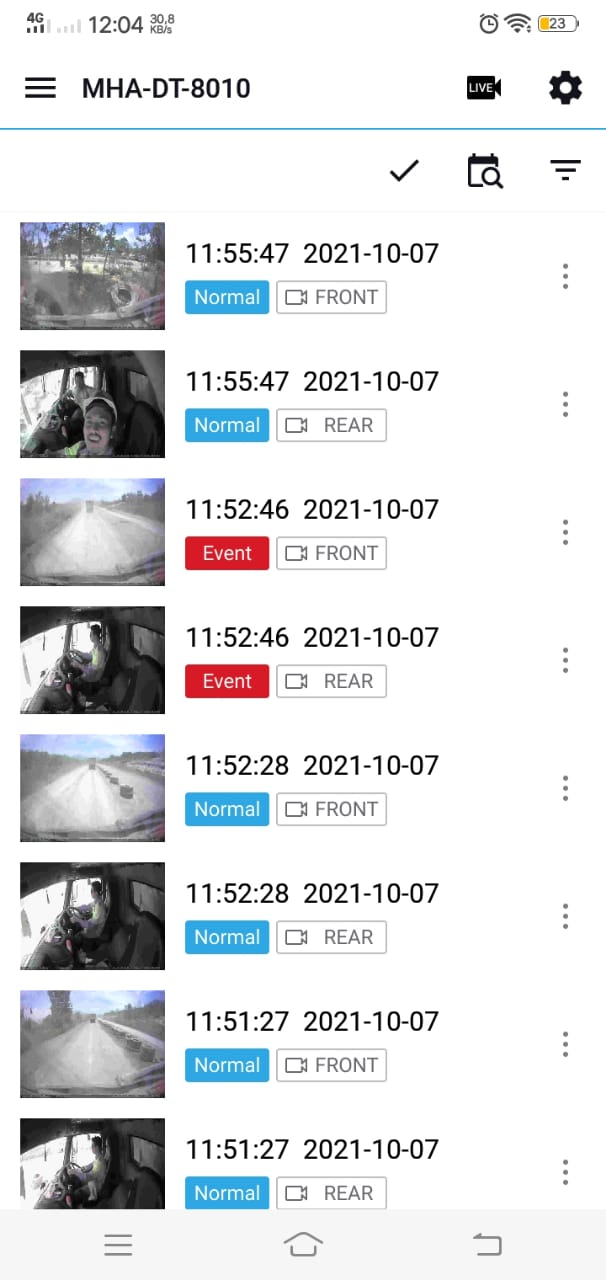 4G 12:04 30,8 KB/s 23
MHA-DT-8010 LIVE
11:55:47 2021-10-07
Normal FRONT
11:55:47 2021-10-07
Normal REAR
11:52:46 2021-10-07
Event FRONT
11:52:46 2021-10-07
Event REAR
11:52:28 2021-10-07
Normal FRONT
11:52:28 2021-10-07
Normal REAR
11:51:27 2021-10-07
Normal FRONT
11:51:27 2021-10-07
Normal REAR